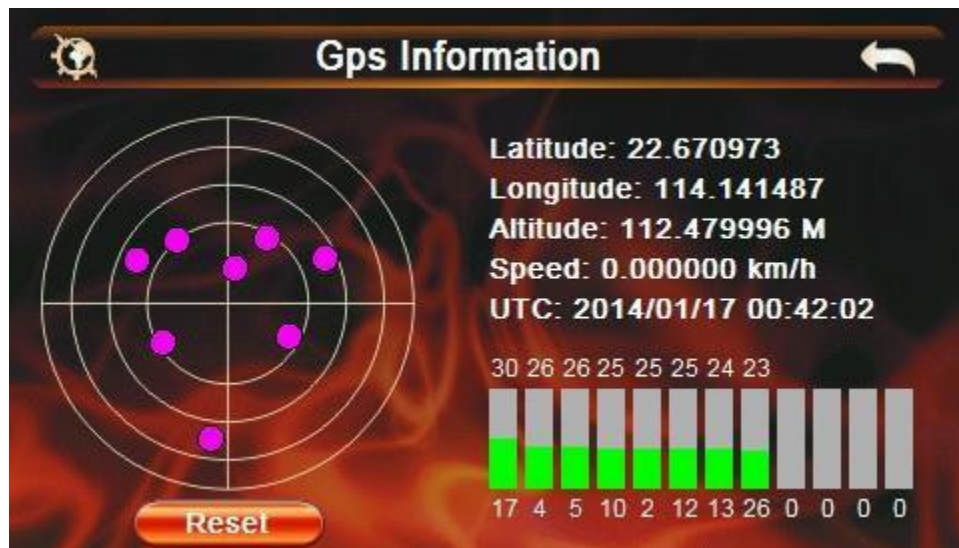 Gps Information
Latitude: 22.670973
Longitude: 114.141487
Altitude: 112.479996 M
Speed: 0.000000 km/h
UTC: 2014/01/17 00:42:02
30 26 26 25 25 25 24 23
17 4 5 10 2 12 13 26 0 0 0 0
Reset